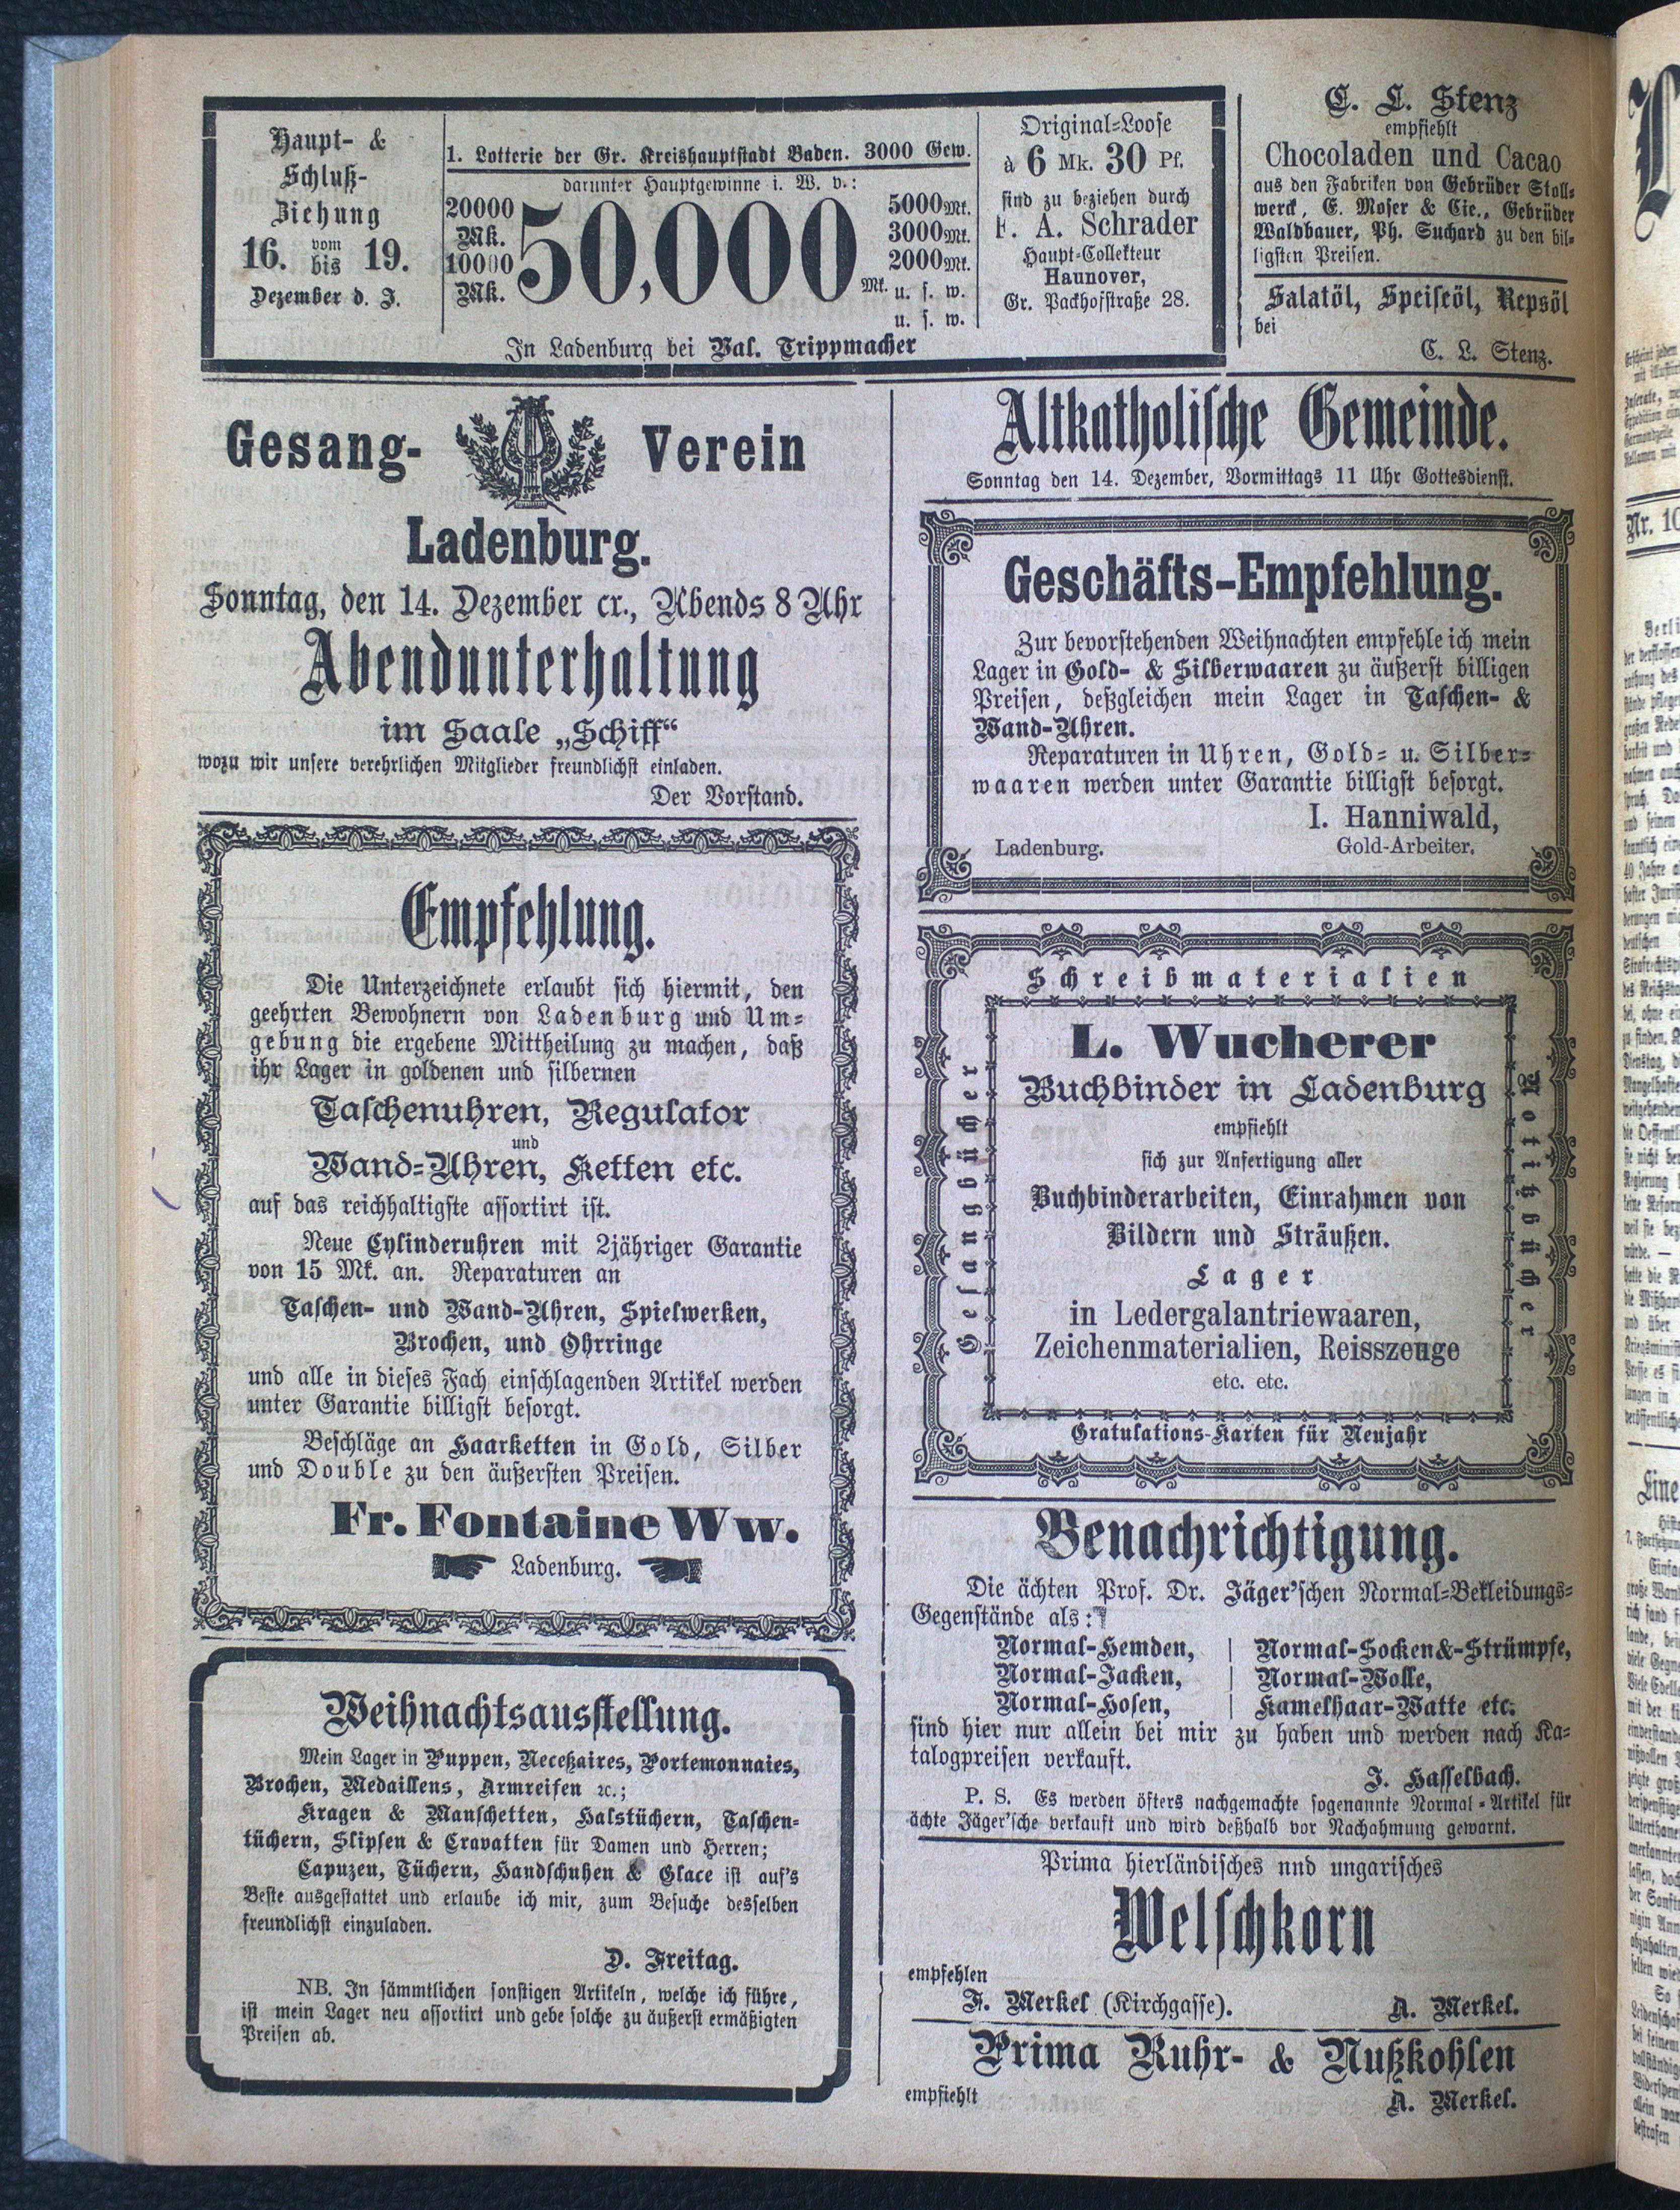 Haupt- &
Schluß-
Ziehung
16. vom bis 19.
Dezember d. J.
1. Lotterie der Gr. Kreishauptstadt Baden. 3000 Gew.
darunter Hauptgewinne i. W. v.:
20000
Mk.
10000
Mk.
50,000
Mk.
5000Mk.
3000Mk.
2000Mk.
u. s. w.
u. s. w.
Original-Loose
à 6 Mk. 30 Pf.
sind zu beziehen durch
F. A. Schrader
Haupt-Collekteur
Hannover,
Gr. Packhofstraße 28.
In Ladenburg bei Val. Trippmacher
C. L. Stenz
empfiehlt
Chocoladen und Cacao
aus den Fabriken von Gebrüder Stoll-
werck, E. Moser & Cie., Gebrüder
Waldbauer, Ph. Suchard zu den bil-
ligsten Preisen.
Salatöl, Speiseöl, Repsöl
bei
C. L. Stenz.
Gesang- Verein
Ladenburg.
Sonntag, den 14. Dezember cr., Abends 8 Uhr
Abendunterhaltung
im Saale „Schiff“
wozu wir unsere verehrlichen Mitglieder freundlichst einladen.
Der Vorstand.
Empfehlung.
Die Unterzeichnete erlaubt sich hiermit, den
geehrten Bewohnern von Ladenburg und Um-
gebung die ergebene Mittheilung zu machen, daß
ihr Lager in goldenen und silbernen
Taschenuhren, Regulator
und
Wand-Uhren, Ketten etc.
auf das reichhaltigste assortirt ist.
Neue Cylinderuhren mit 2jähriger Garantie
von 15 Mk. an. Reparaturen an
Taschen- und Wand-Uhren, Spielwerken,
Brochen, und Ohrringe
und alle in dieses Fach einschlagenden Artikel werden
unter Garantie billigst besorgt.
Beschläge an Haarketten in Gold, Silber
und Double zu den äußersten Preisen.
Fr. Fontaine Ww.
Ladenburg.
Weihnachtsausstellung.
Mein Lager in Puppen, Neceßaires, Portemonnaies,
Brochen, Medaillens, Armreifen ꝛc.;
Kragen & Manschetten, Halstüchern, Taschen-
tüchern, Slipsen & Cravatten für Damen und Herren;
Capuzen, Tüchern, Handschuhen & Glace ist auf's
Beste ausgestattet und erlaube ich mir, zum Besuche desselben
freundlichst einzuladen.
D. Freitag.
NB. In sämmtlichen sonstigen Artikeln, welche ich führe,
ist mein Lager neu assortirt und gebe solche zu äußerst ermäßigten
Preisen ab.
Altkatholische Gemeinde.
Sonntag den 14. Dezember, Vormittags 11 Uhr Gottesdienst.
Geschäfts-Empfehlung.
Zur bevorstehenden Weihnachten empfehle ich mein
Lager in Gold- & Silberwaaren zu äußerst billigen
Preisen, deßgleichen mein Lager in Taschen- &
Wand-Uhren.
Reparaturen in Uhren, Gold- u. Silber-
waaren werden unter Garantie billigst besorgt.
I. Hanniwald,
Ladenburg. Gold-Arbeiter.
Schreibmaterialien
Gesangbücher
Notizbücher
L. Wucherer
Buchbinder in Ladenburg
empfiehlt
sich zur Anfertigung aller
Buchbinderarbeiten, Einrahmen von
Bildern und Sträußen.
Lager
in Ledergalantriewaaren,
Zeichenmaterialien, Reisszeuge
etc. etc.
Gratulations-Karten für Neujahr
Benachrichtigung.
Die ächten Prof. Dr. Jäger'schen Normal-Bekleidungs-
Gegenstände als:
Normal-Hemden, | Normal-Socken&-Strümpfe,
Normal-Jacken, | Normal-Wolle,
Normal-Hosen, | Kamelhaar-Watte etc.
sind hier nur allein bei mir zu haben und werden nach Ka-
talogpreisen verkauft.
J. Hasselbach.
P. S. Es werden öfters nachgemachte sogenannte Normal-Artikel für
ächte Jäger'sche verkauft und wird deßhalb vor Nachahmung gewarnt.
Prima hierländisches nnd ungarisches
Welschkorn
empfehlen
F. Merkel (Kirchgasse). A. Merkel.
Prima Ruhr- & Nußkohlen
empfiehlt
A. Merkel.
Nr. 10